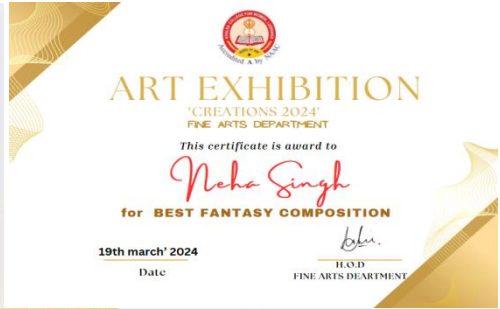 Accredited A by NAAC
ART EXHIBITION
'CREATIONS 2024'
FINE ARTS DEPARTMENT
This certificate is award to
Neha Singh
for BEST FANTASY COMPOSITION
19th march' 2024
Date
H.O.D
FINE ARTS DEARTMENT